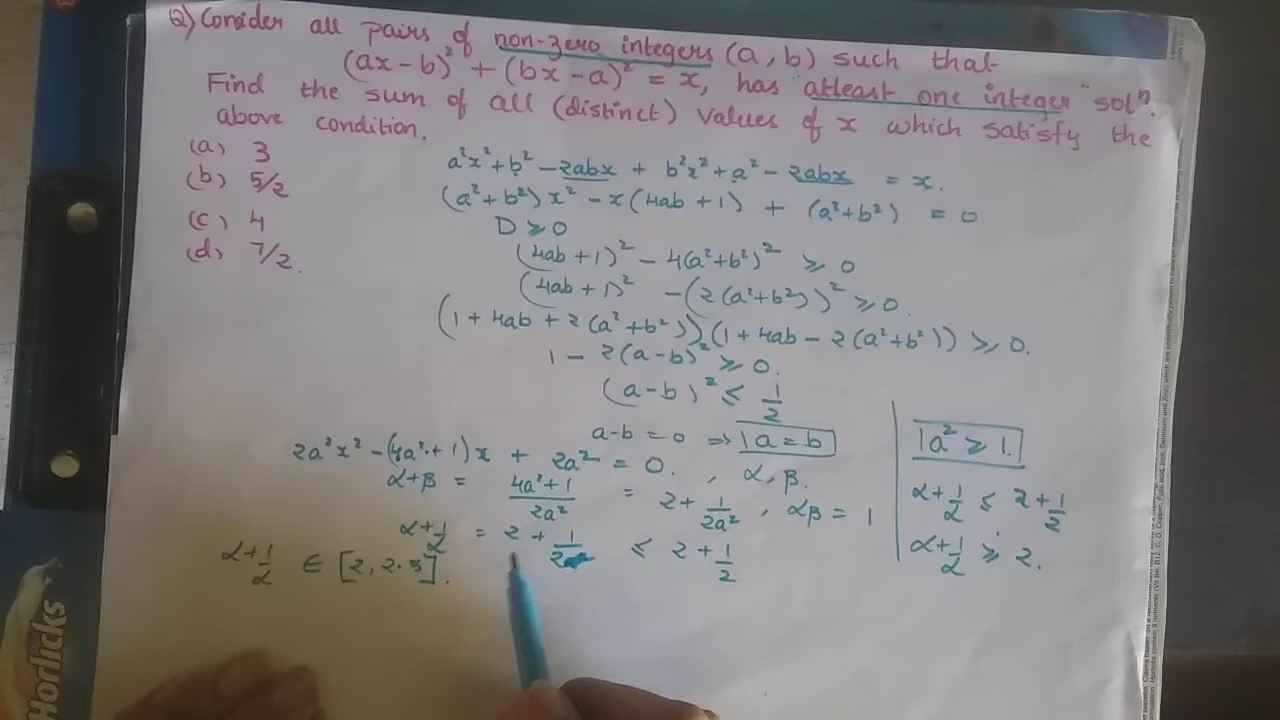 Q) Consider all pairs of non-zero integers (a, b) such that
(ax - b)² + (bx - a)² = x, has "atleast one integer" solⁿ.
Find the sum of all (distinct) values of x which satisfy the
above condition.
(a) 3
(b) 5/2
(c) 4
(d) 7/2.
a²x² + b² - 2abx + b²x² + a² - 2abx = x.
(a² + b²) x² - x(4ab + 1) + (a² + b²) = 0
D ≥ 0
(4ab + 1)² - 4(a² + b²)² ≥ 0
(4ab + 1)² - (2(a² + b²))² ≥ 0.
(1 + 4ab + 2(a² + b²)) (1 + 4ab - 2(a² + b²)) ≥ 0.
1 - 2(a - b)² ≥ 0.
(a - b)² ≤ 1/2
a - b = 0 ⇒ a = b
2a²x² - (4a² + 1)x + 2a² = 0. , α, β.
α + β = (4a² + 1)/2a² = 2 + 1/2a² , αβ = 1
α + 1/α = 2 + 1/2a² ≤ 2 + 1/2
α + 1/α ∈ [2, 2.5].
a² ≥ 1.
α + 1/α ≤ 2 + 1/2
α + 1/α ≥ 2.
Horlicks